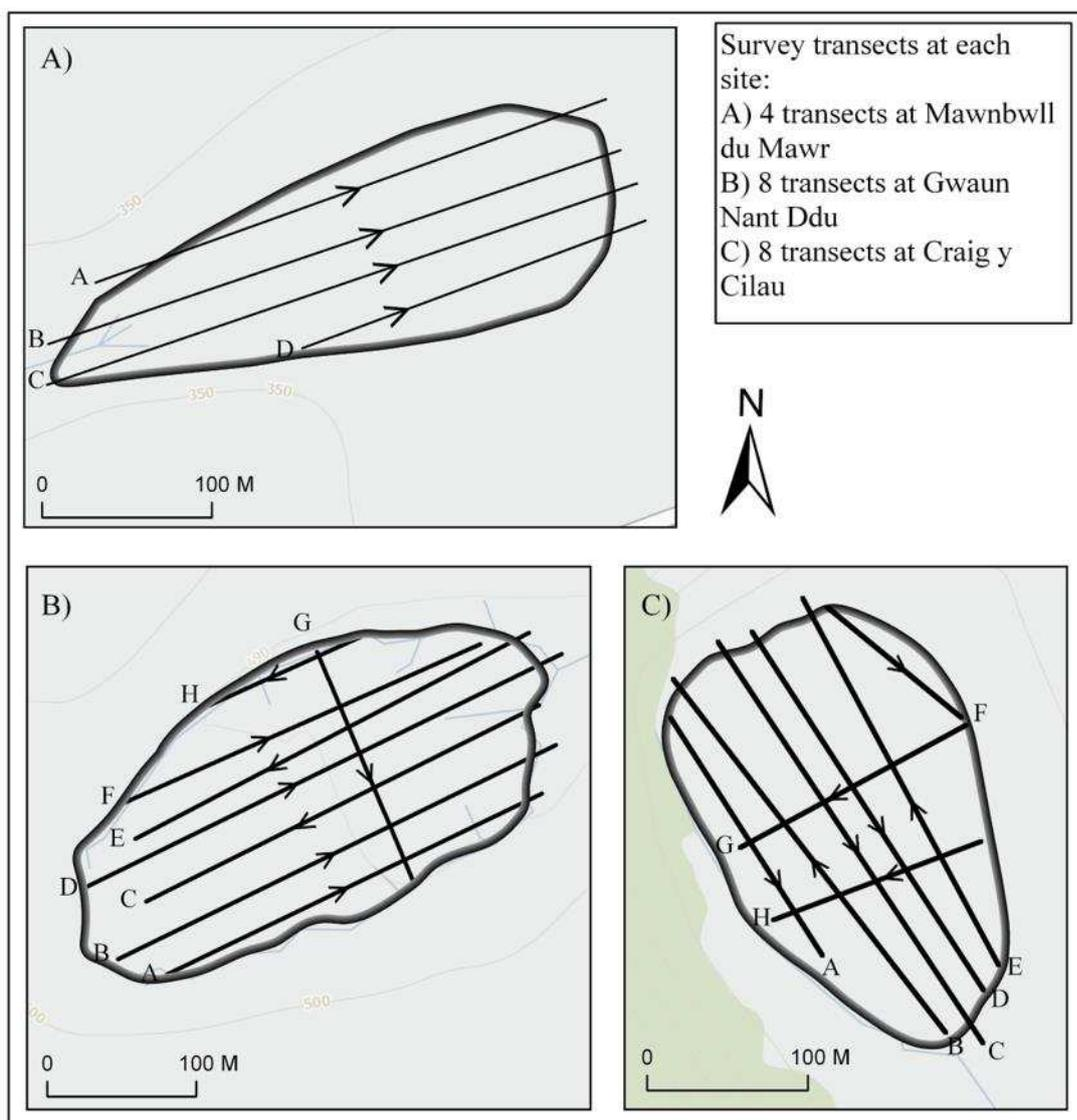 A)
350
A
B
C
D
350
350
0 100 M
Survey transects at each
site:
A) 4 transects at Mawnbwll
du Mawr
B) 8 transects at Gwaun
Nant Ddu
C) 8 transects at Craig y
Cilau
N
B)
G
H
F
E
D
C
B
A
500
0 100 M
C)
F
G
H
A
E
D
B
C
0 100 M